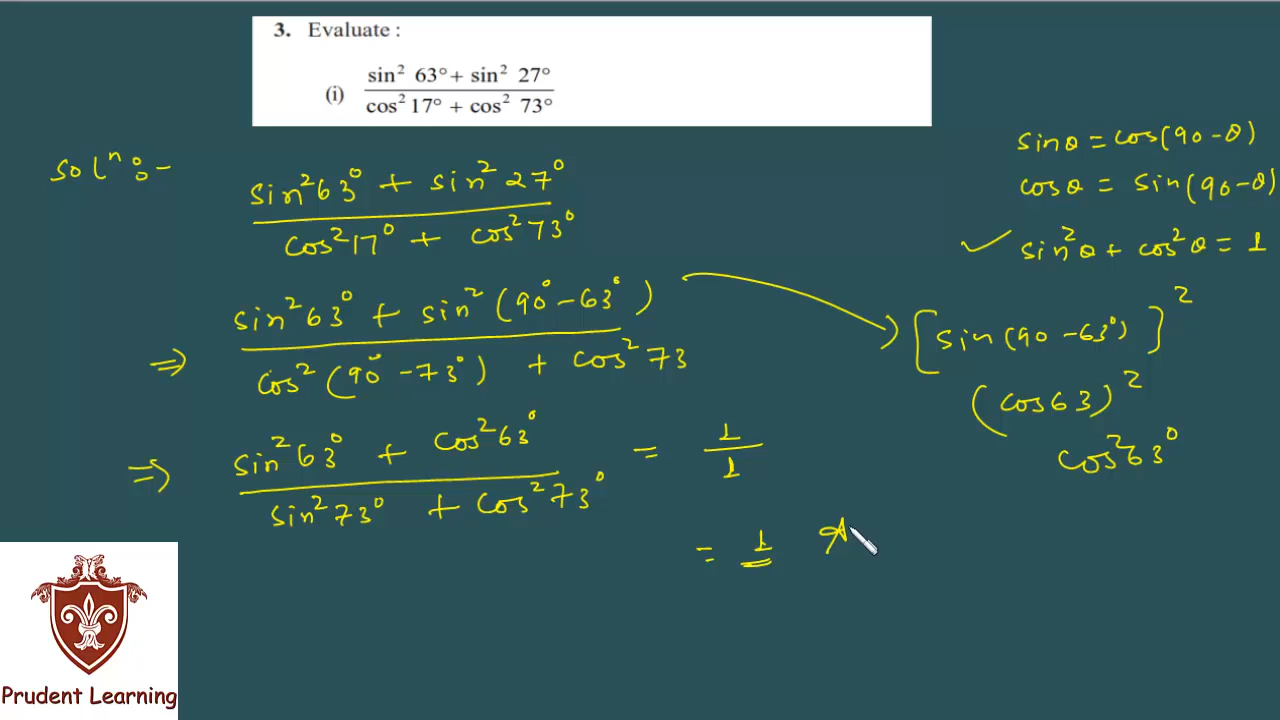 3. Evaluate :
(i) sin² 63° + sin² 27°
cos² 17° + cos² 73°
Solⁿ :-
sin²63° + sin²27°
cos²17° + cos²73°
⇒ sin²63° + sin²(90° - 63°)
cos²(90° - 73°) + cos²73
⇒ sin²63° + cos²63° = 1
sin²73° + cos²73° 1
= 1 A
sinθ = cos(90 - θ)
cosθ = sin(90 - θ)
✓ sin²θ + cos²θ = 1
[sin(90 - 63°)]²
(cos63)²
cos²63°
Prudent Learning